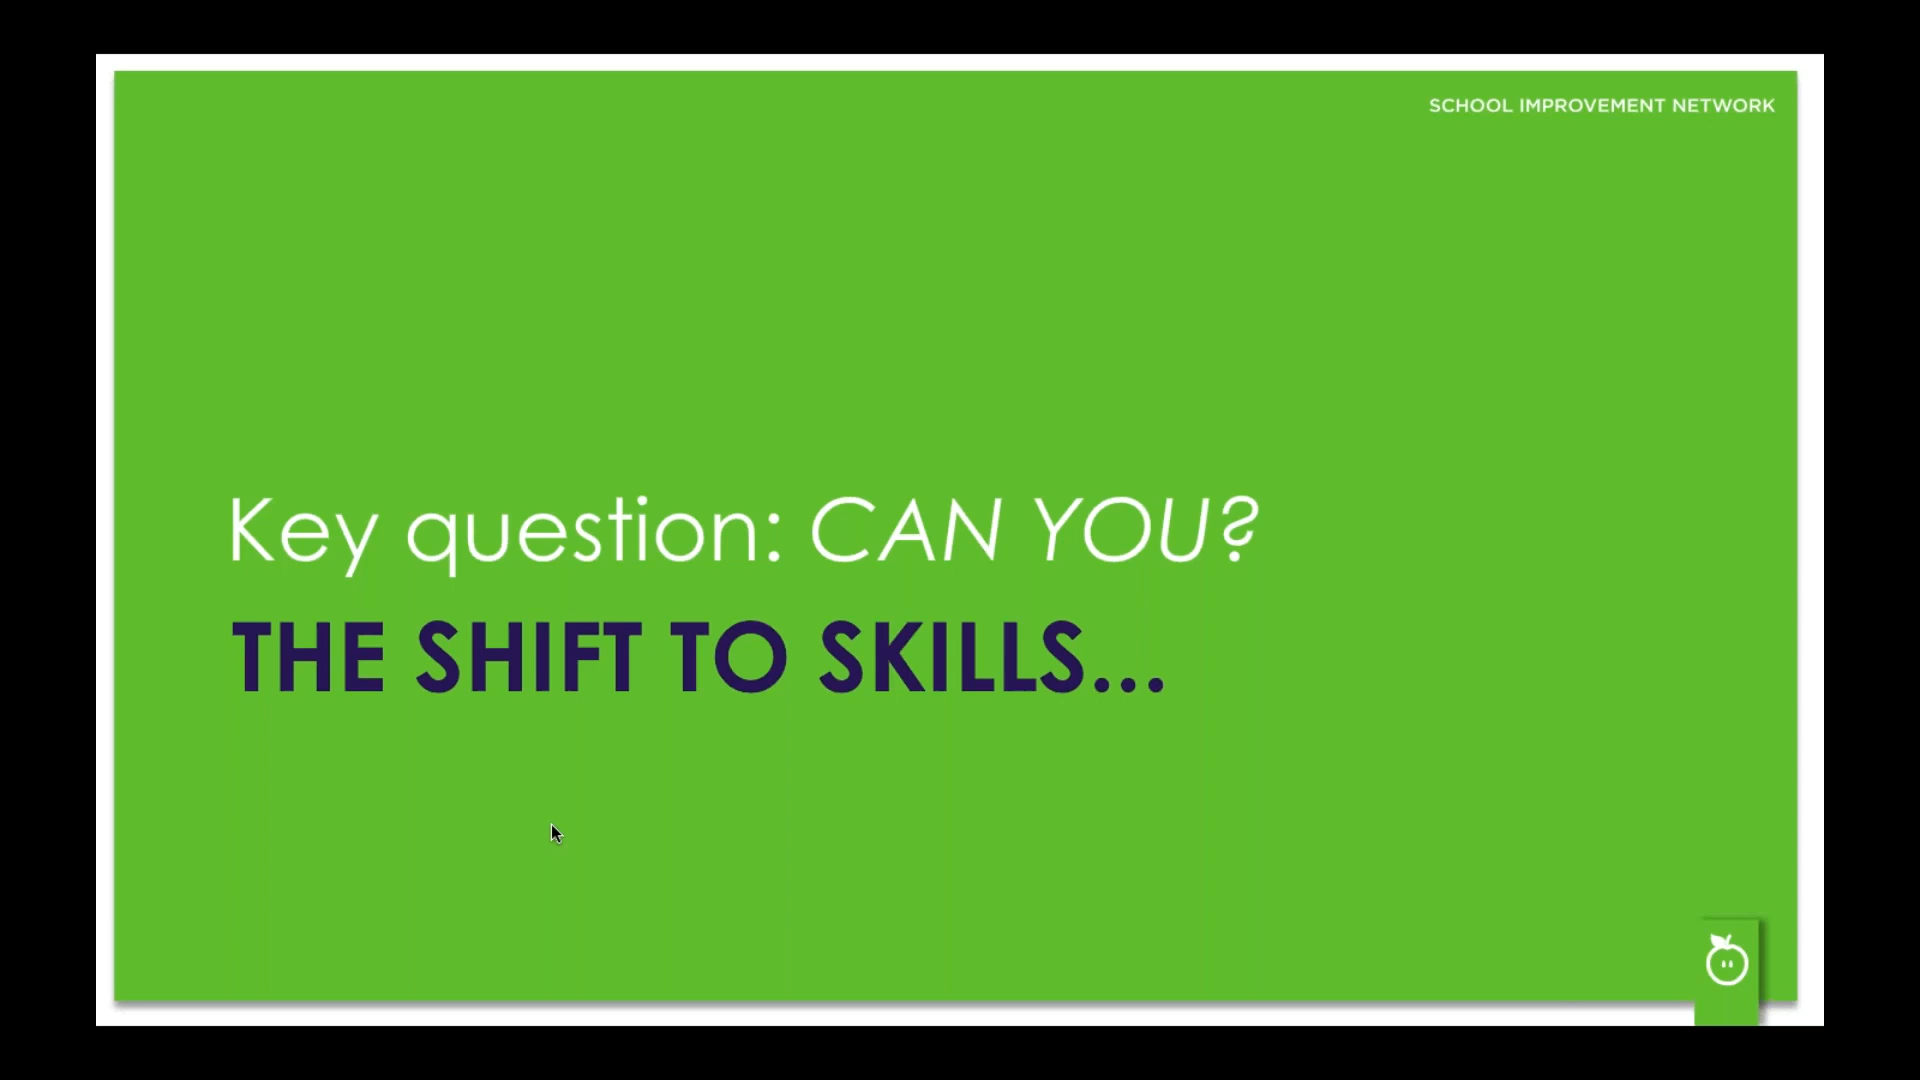 SCHOOL IMPROVEMENT NETWORK
Key question: CAN YOU?
THE SHIFT TO SKILLS...